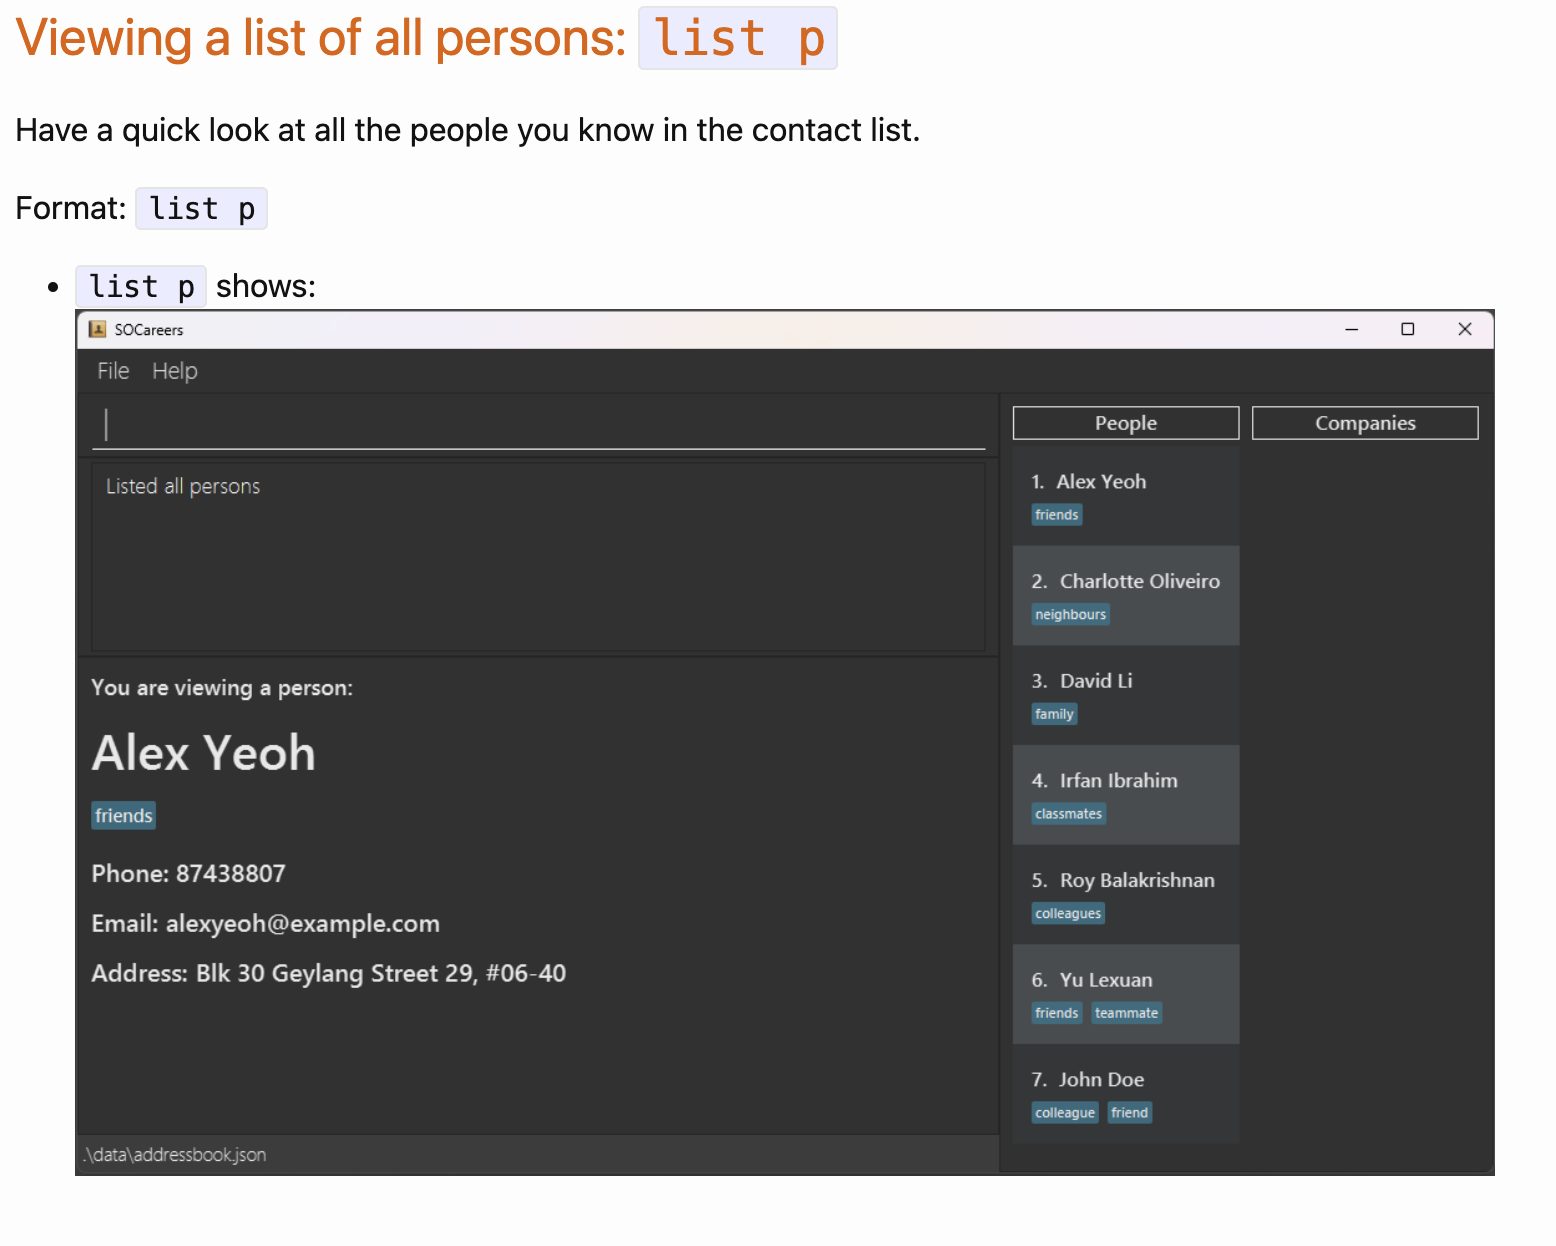 Viewing a list of all persons: list p
Have a quick look at all the people you know in the contact list.
Format: list p
• list p shows:
SOCareers
File Help
Listed all persons
You are viewing a person:
Alex Yeoh
friends
Phone: 87438807
Email: alexyeoh@example.com
Address: Blk 30 Geylang Street 29, #06-40
.\data\addressbook.json
People
1. Alex Yeoh
friends
2. Charlotte Oliveiro
neighbours
3. David Li
family
4. Irfan Ibrahim
classmates
5. Roy Balakrishnan
colleagues
6. Yu Lexuan
friends teammate
7. John Doe
colleague friend
Companies